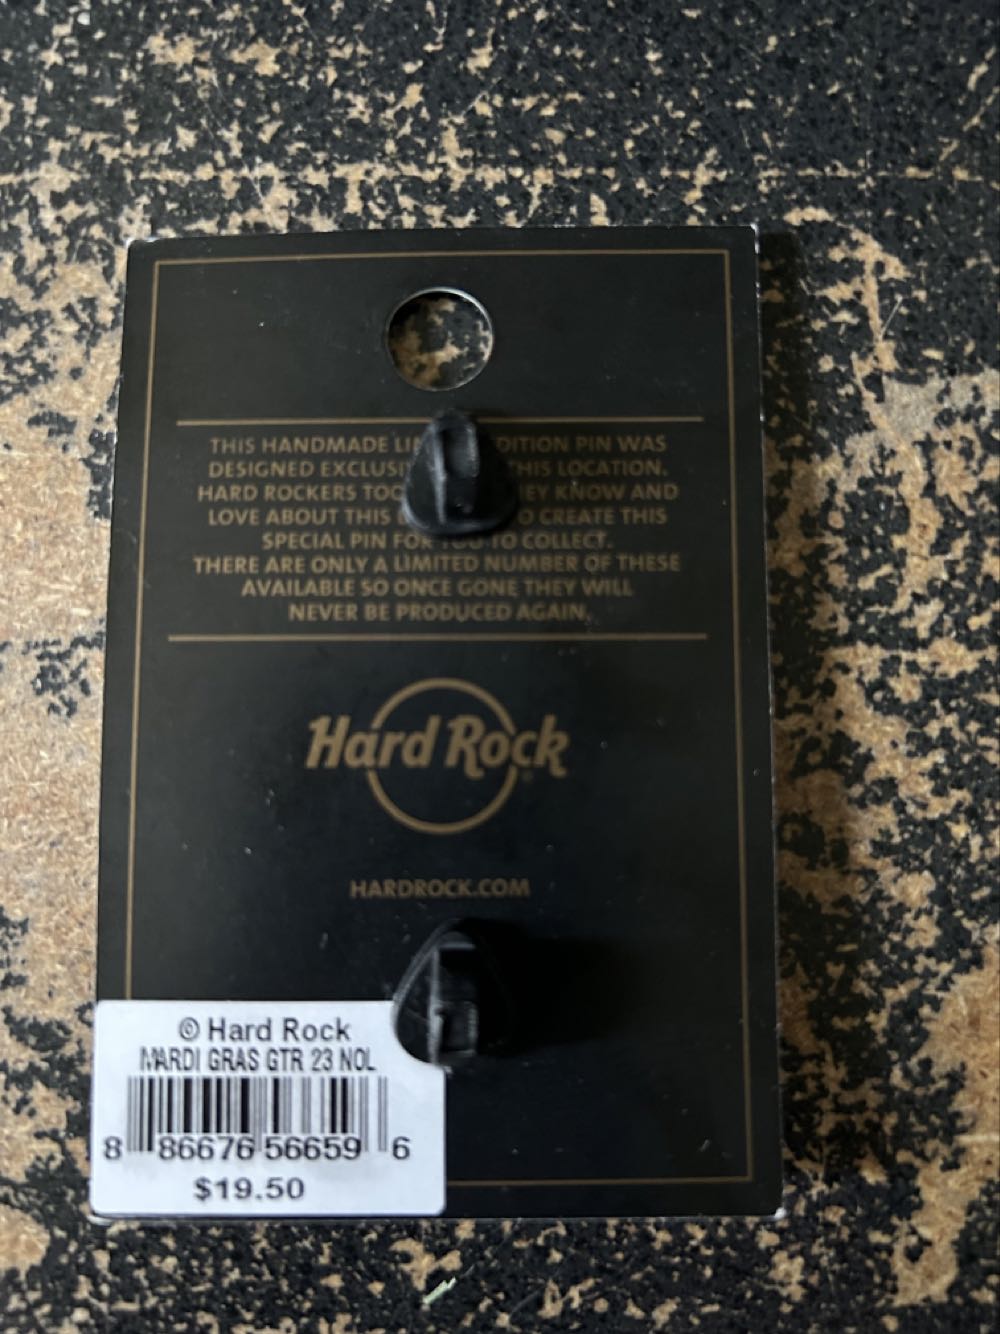 THIS HANDMADE LIM DITION PIN WAS
DESIGNED EXCLUSI THIS LOCATION.
HARD ROCKERS TOO EY KNOW AND
LOVE ABOUT THIS O CREATE THIS
SPECIAL PIN FOR YOU TO COLLECT.
THERE ARE ONLY A LIMITED NUMBER OF THESE
AVAILABLE SO ONCE GONE THEY WILL
NEVER BE PRODUCED AGAIN.
Hard Rock
HARDROCK.COM
© Hard Rock
MARDI GRAS GTR 23 NOL
8 86676 56659 6
$19.50